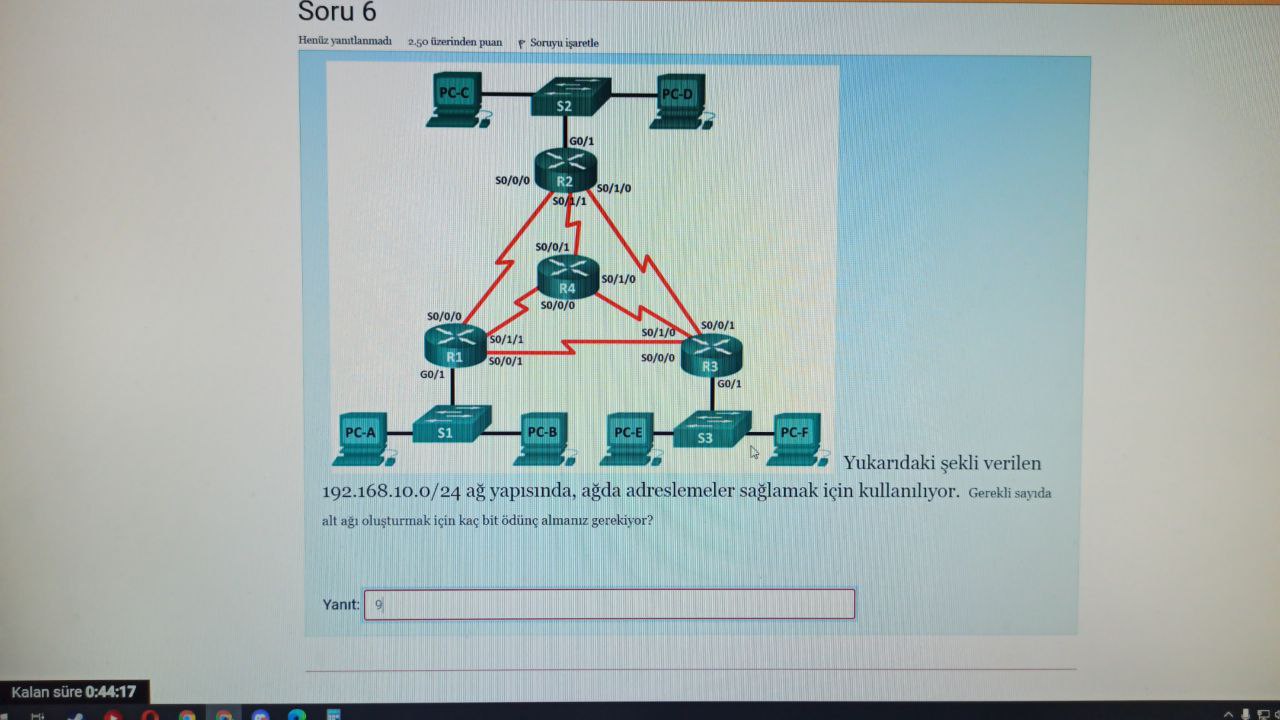 Soru 6
Henüz yanıtlanmadı 2,50 üzerinden puan Soruyu işaretle
PC-C S2 PC-D
G0/1
S0/0/0 R2 S0/1/0
S0/1/1
S0/0/1
R4 S0/1/0
S0/0/0
S0/0/0 S0/0/1
S0/1/1 S0/1/0
R1 S0/0/1 S0/0/0 R3
G0/1 G0/1
PC-A S1 PC-B PC-E S3 PC-F
Yukarıdaki şekli verilen
192.168.10.0/24 ağ yapısında, ağda adreslemeler sağlamak için kullanılıyor. Gerekli sayıda
alt ağı oluşturmak için kaç bit ödünç almanız gerekiyor?
Yanıt: 9
Kalan süre 0:44:17